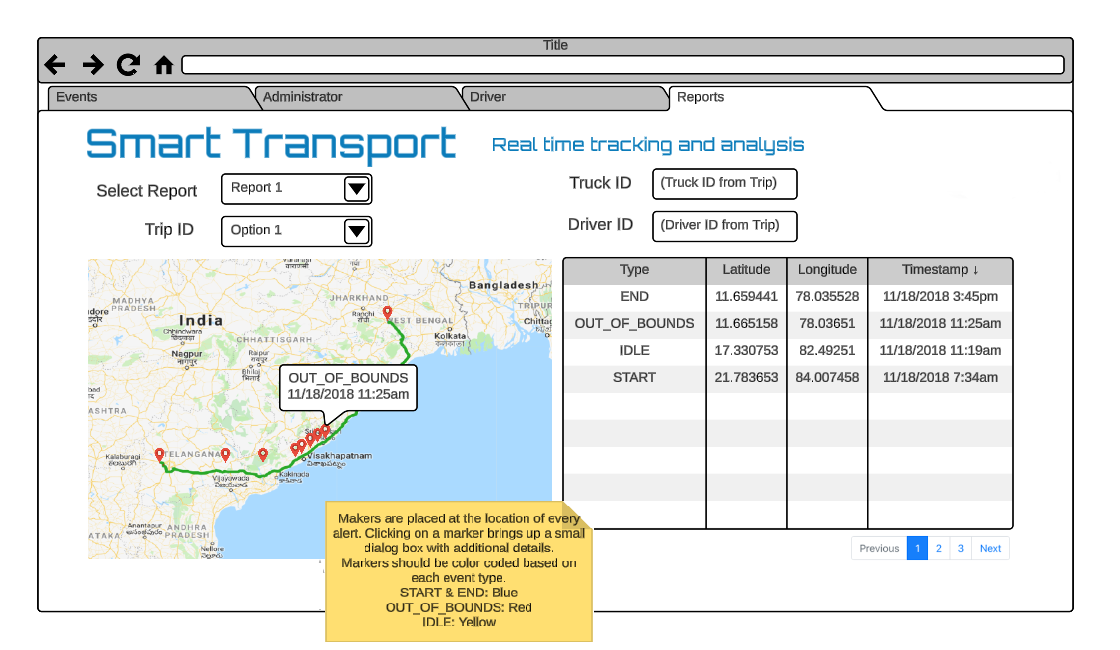 Title
Events
Administrator
Driver
Reports
Smart Transport
Real time tracking and analysis
Select Report
Report 1
Truck ID
(Truck ID from Trip)
Trip ID
Option 1
Driver ID
(Driver ID from Trip)
Bangladesh
MADHYA
PRADESH
JHARKHAND
Ranchi
WEST BENGAL
Kolkata
India
Chhindwara
CHHATTISGARH
Nagpur
नागपुर
Raipur
रायपुर
OUT_OF_BOUNDS
11/18/2018 11:25am
Visakhapatnam
Kalaburagi
TELANGANA
Vijayawada
Kakinada
Anantapur
ANDHRA
PRADESH
Nellore
Type Latitude Longitude Timestamp ↓
END 11.659441 78.035528 11/18/2018 3:45pm
OUT_OF_BOUNDS 11.665158 78.03651 11/18/2018 11:25am
IDLE 17.330753 82.49251 11/18/2018 11:19am
START 21.783653 84.007458 11/18/2018 7:34am
Previous 1 2 3 Next
Makers are placed at the location of every
alert. Clicking on a marker brings up a small
dialog box with additional details.
Markers should be color coded based on
each event type.
START & END: Blue
OUT_OF_BOUNDS: Red
IDLE: Yellow